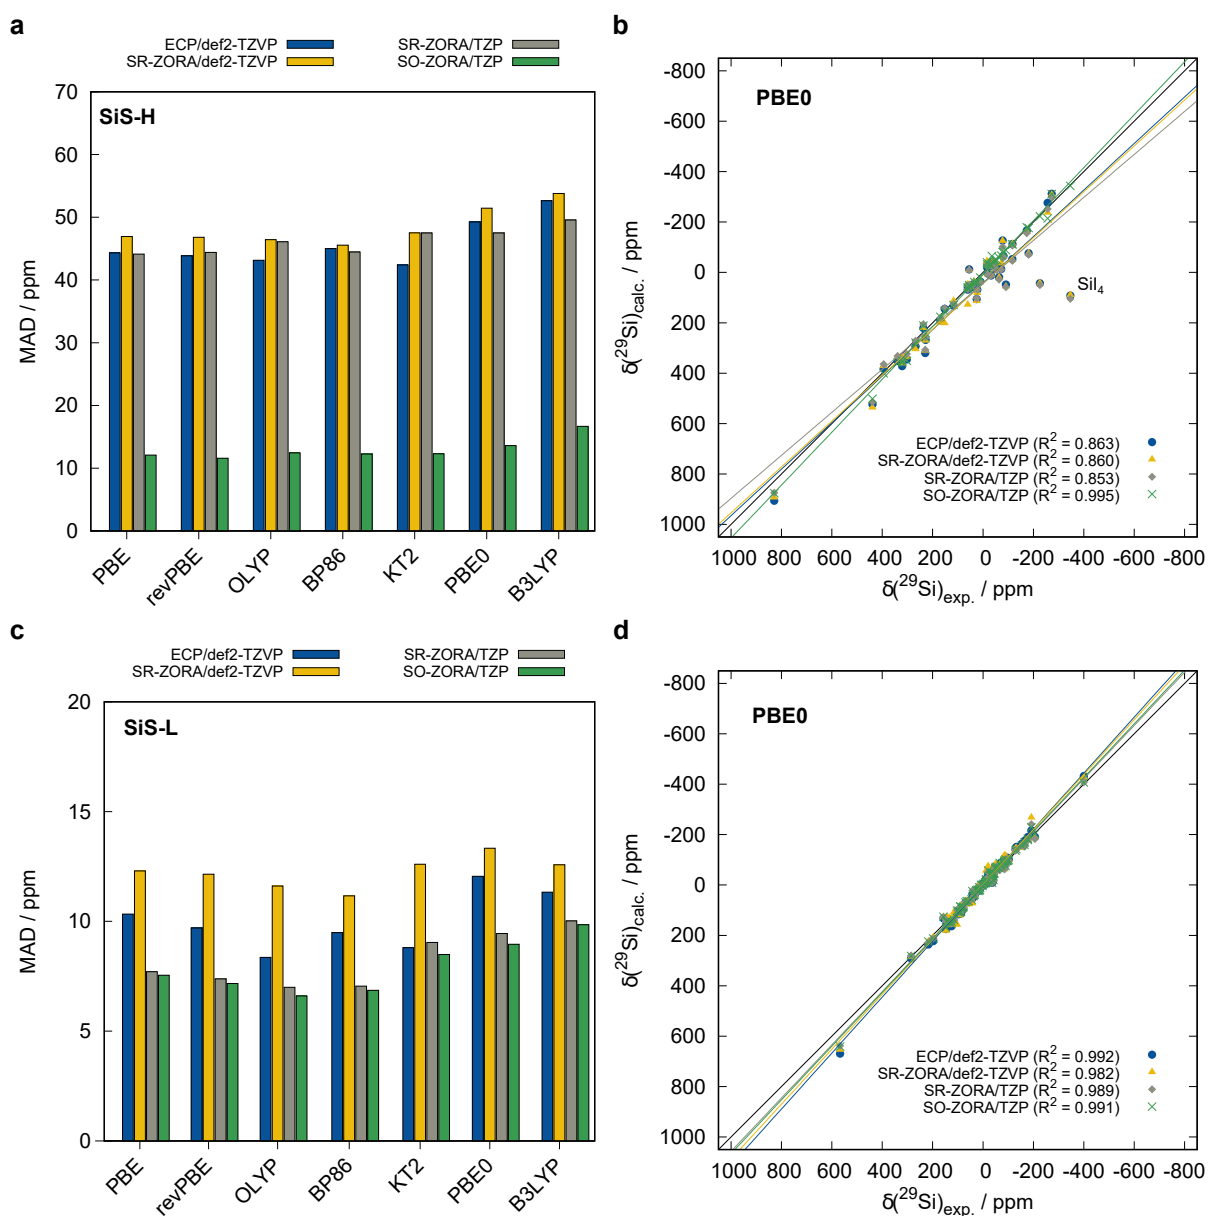 a
ECP/def2-TZVP
SR-ZORA/def2-TZVP
SR-ZORA/TZP
SO-ZORA/TZP
SiS-H
MAD / ppm
70
60
50
40
30
20
10
0
PBE
revPBE
OLYP
BP86
KT2
PBE0
B3LYP
b
PBE0
δ(²⁹Si)calc. / ppm
-800
-600
-400
-200
0
200
400
600
800
1000
SiI₄
ECP/def2-TZVP (R² = 0.863)
SR-ZORA/def2-TZVP (R² = 0.860)
SR-ZORA/TZP (R² = 0.853)
SO-ZORA/TZP (R² = 0.995)
1000 800 600 400 200 0 -200 -400 -600 -800
δ(²⁹Si)exp. / ppm
c
ECP/def2-TZVP
SR-ZORA/def2-TZVP
SR-ZORA/TZP
SO-ZORA/TZP
SiS-L
MAD / ppm
20
15
10
5
0
PBE
revPBE
OLYP
BP86
KT2
PBE0
B3LYP
d
PBE0
δ(²⁹Si)calc. / ppm
-800
-600
-400
-200
0
200
400
600
800
1000
ECP/def2-TZVP (R² = 0.992)
SR-ZORA/def2-TZVP (R² = 0.982)
SR-ZORA/TZP (R² = 0.989)
SO-ZORA/TZP (R² = 0.991)
1000 800 600 400 200 0 -200 -400 -600 -800
δ(²⁹Si)exp. / ppm